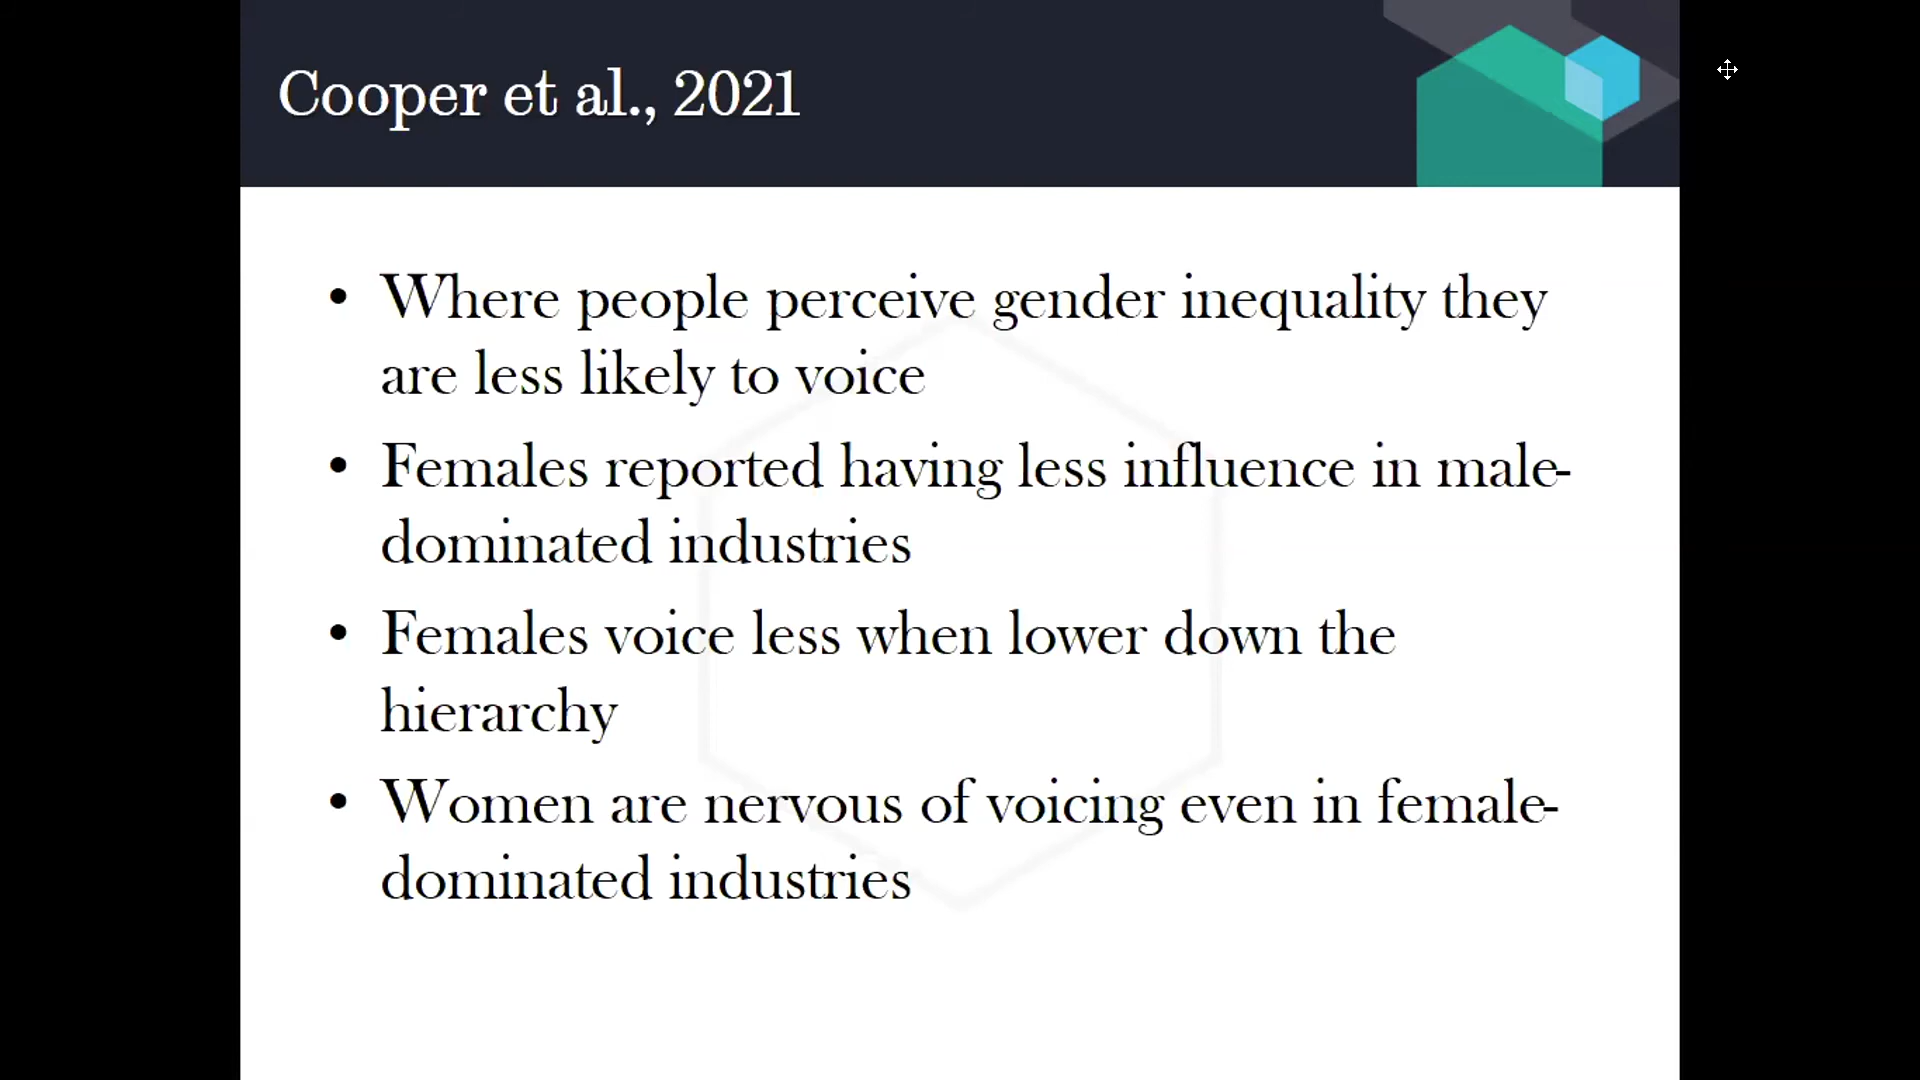 Cooper et al., 2021
• Where people perceive gender inequality they
are less likely to voice
• Females reported having less influence in male-
dominated industries
• Females voice less when lower down the
hierarchy
• Women are nervous of voicing even in female-
dominated industries